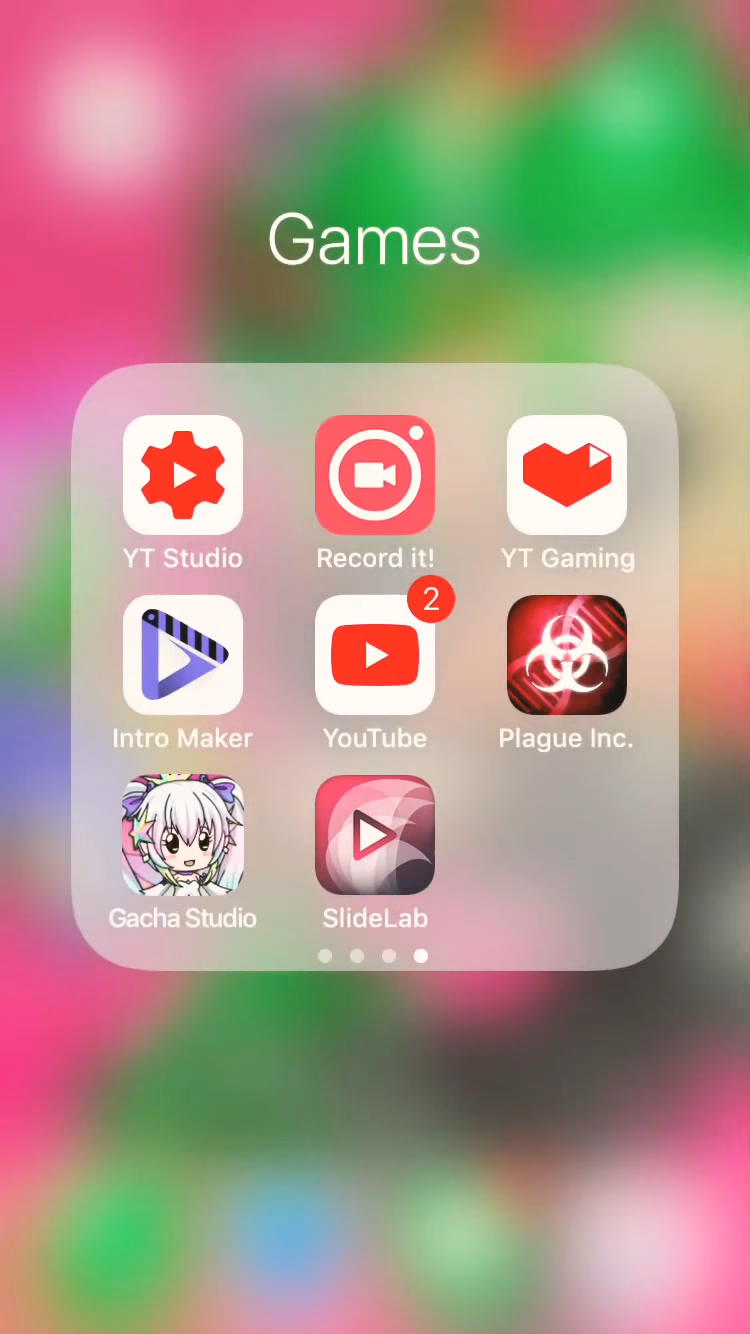 Games
YT Studio
Record it!
YT Gaming
2
Intro Maker
YouTube
Plague Inc.
Gacha Studio
SlideLab